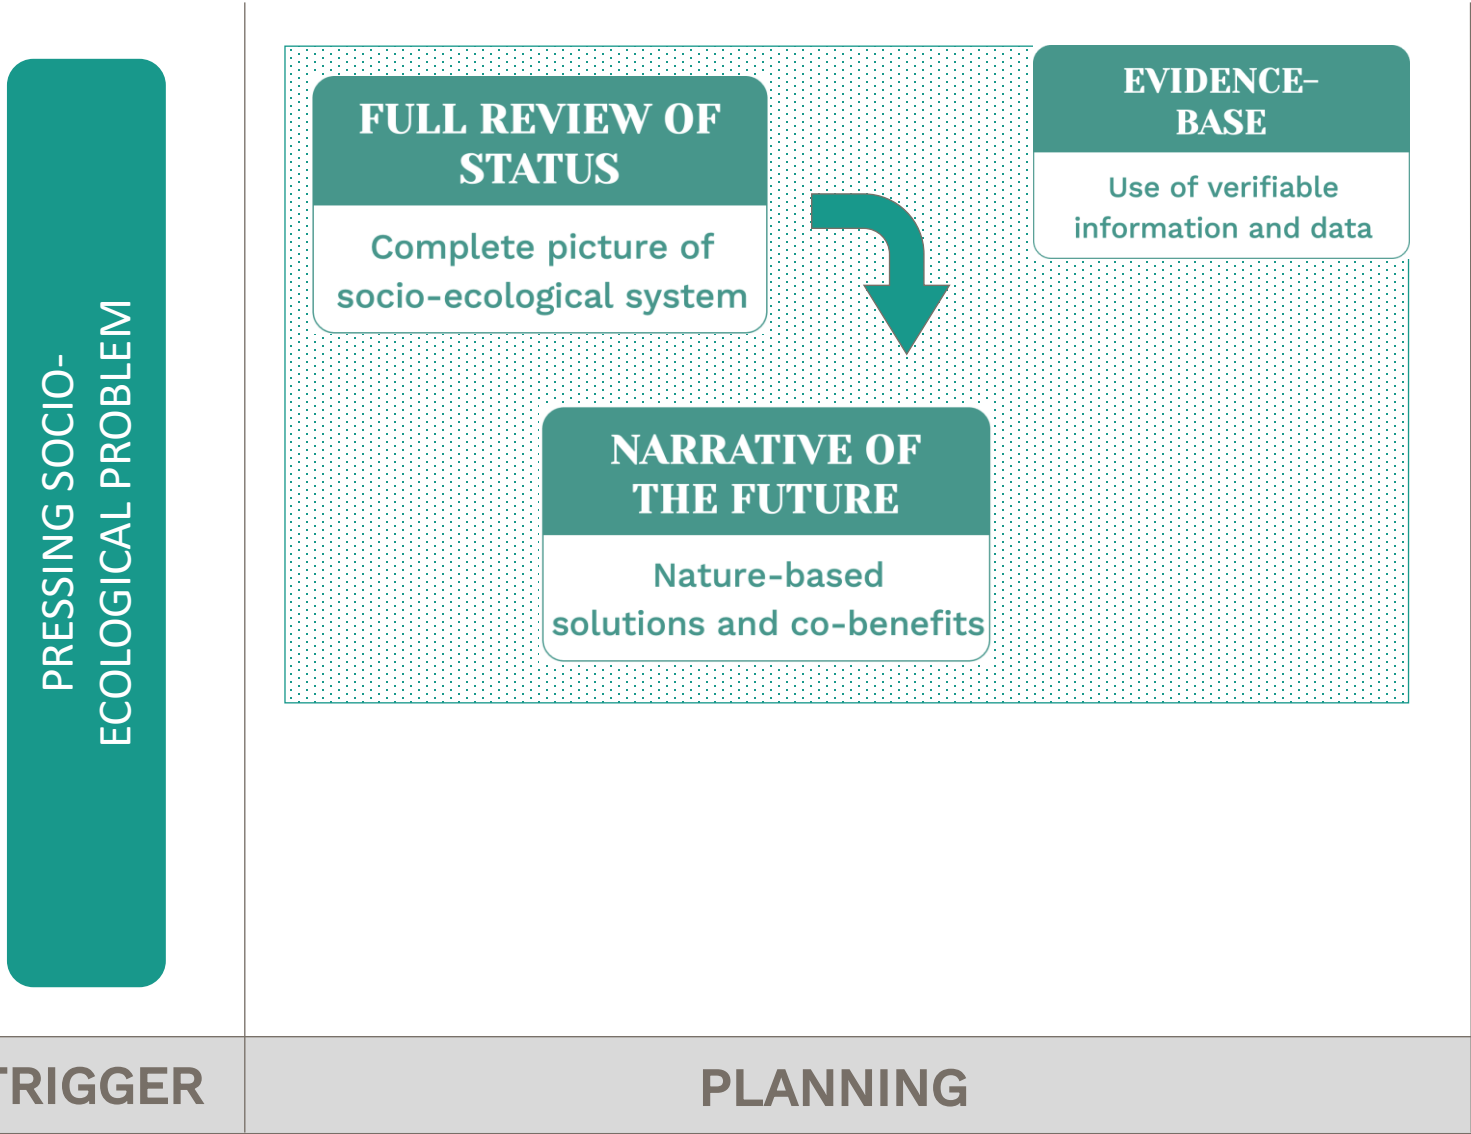 PRESSING SOCIO-
ECOLOGICAL PROBLEM
FULL REVIEW OF
STATUS
Complete picture of
socio-ecological system
EVIDENCE-
BASE
Use of verifiable
information and data
NARRATIVE OF
THE FUTURE
Nature-based
solutions and co-benefits
TRIGGER
PLANNING